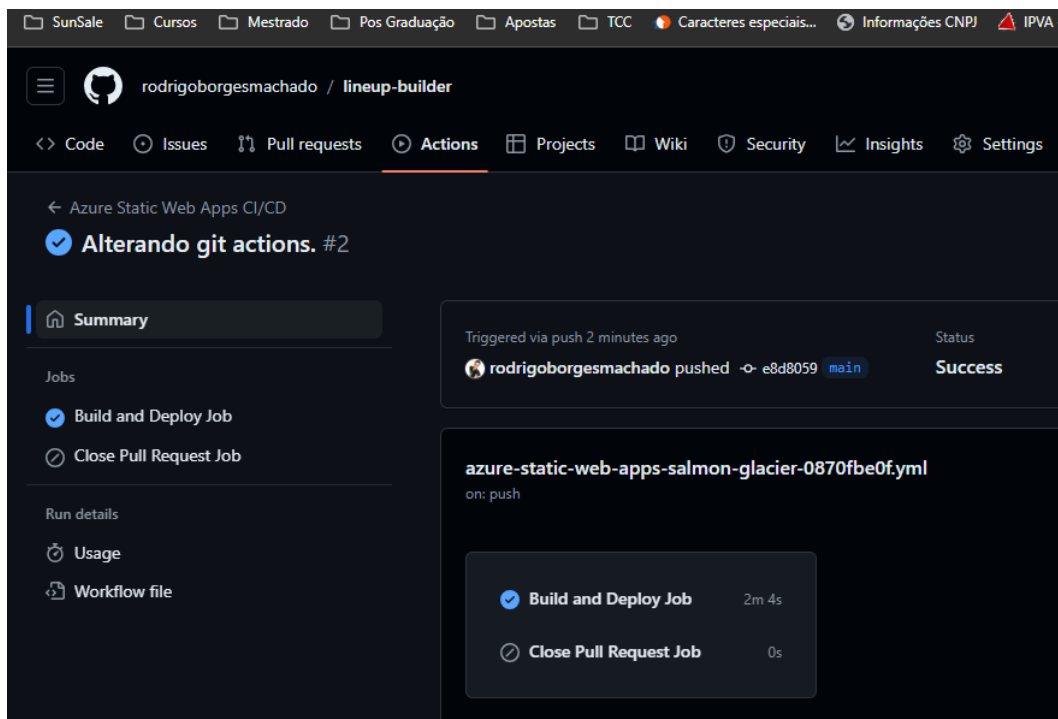 SunSale Cursos Mestrado Pos Graduação Apostas TCC Caracteres especiais... Informações CNPJ IPVA
rodrigoborgesmachado / lineup-builder
Code Issues Pull requests Actions Projects Wiki Security Insights Settings
Azure Static Web Apps CI/CD
Alterando git actions. #2
Summary
Jobs
Build and Deploy Job
Close Pull Request Job
Run details
Usage
Workflow file
Triggered via push 2 minutes ago
rodrigoborgesmachado pushed e8d8059 main
Status
Success
azure-static-web-apps-salmon-glacier-0870fbe0f.yml
on: push
Build and Deploy Job 2m 4s
Close Pull Request Job 0s